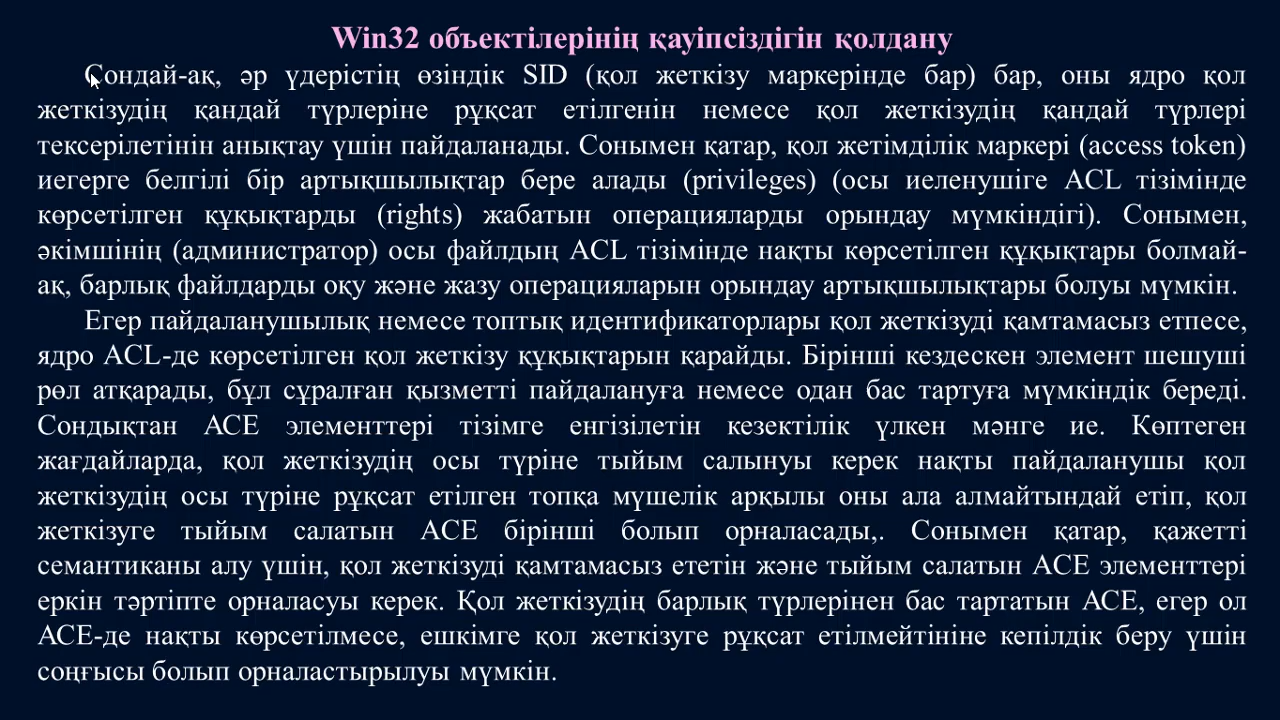 Win32 объектілерінің қауіпсіздігін қолдану
Сондай-ақ, әр үдерістің өзіндік SID (қол жеткізу маркерінде бар) бар, оны ядро қол
жеткізудің қандай түрлеріне рұқсат етілгенін немесе қол жеткізудің қандай түрлері
тексерілетінін анықтау үшін пайдаланады. Сонымен қатар, қол жетімділік маркері (access token)
иегерге белгілі бір артықшылықтар бере алады (privileges) (осы иеленушіге ACL тізімінде
көрсетілген құқықтарды (rights) жабатын операцияларды орындау мүмкіндігі). Сонымен,
әкімшінің (администратор) осы файлдың ACL тізімінде нақты көрсетілген құқықтары болмай-
ақ, барлық файлдарды оқу және жазу операцияларын орындау артықшылықтары болуы мүмкін.
Егер пайдаланушылық немесе топтық идентификаторлары қол жеткізуді қамтамасыз етпесе,
ядро ACL-де көрсетілген қол жеткізу құқықтарын қарайды. Бірінші кездескен элемент шешуші
рөл атқарады, бұл сұралған қызметті пайдалануға немесе одан бас тартуға мүмкіндік береді.
Сондықтан АСЕ элементтері тізімге енгізілетін кезектілік үлкен мәнге ие. Көптеген
жағдайларда, қол жеткізудің осы түріне тыйым салынуы керек нақты пайдаланушы қол
жеткізудің осы түріне рұқсат етілген топқа мүшелік арқылы оны ала алмайтындай етіп, қол
жеткізуге тыйым салатын АСЕ бірінші болып орналасады,. Сонымен қатар, қажетті
семантиканы алу үшін, қол жеткізуді қамтамасыз ететін және тыйым салатын АСЕ элементтері
еркін тәртіпте орналасуы керек. Қол жеткізудің барлық түрлерінен бас тартатын АСЕ, егер ол
АСЕ-де нақты көрсетілмесе, ешкімге қол жеткізуге рұқсат етілмейтініне кепілдік беру үшін
соңғысы болып орналастырылуы мүмкін.